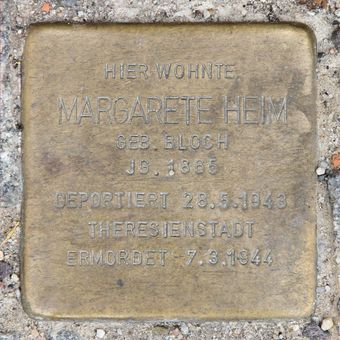 HIER WOHNTE
MARGARETE HEIM
GEB. BLOCH
JG. 1865
DEPORTIERT 28.5.1943
THERESIENSTADT
ERMORDET 7.3.1944